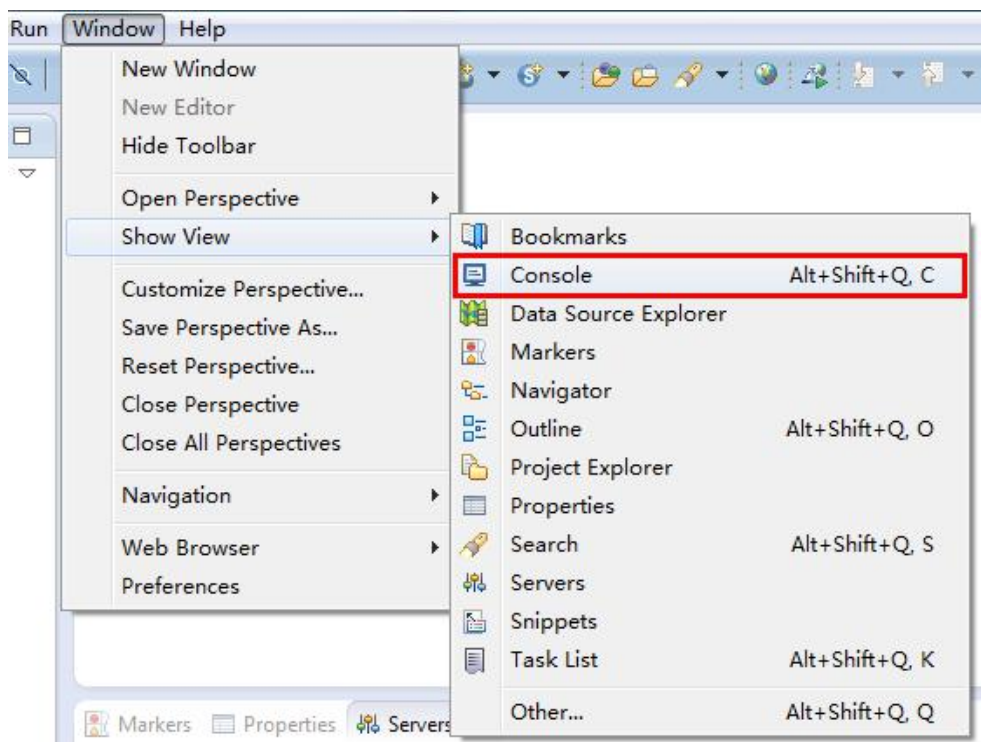 Run Window Help
New Window
New Editor
Hide Toolbar
Open Perspective
Show View
Customize Perspective...
Save Perspective As...
Reset Perspective...
Close Perspective
Close All Perspectives
Navigation
Web Browser
Preferences
Bookmarks
Console Alt+Shift+Q, C
Data Source Explorer
Markers
Navigator
Outline Alt+Shift+Q, O
Project Explorer
Properties
Search Alt+Shift+Q, S
Servers
Snippets
Task List Alt+Shift+Q, K
Other... Alt+Shift+Q, Q
Markers Properties Servers